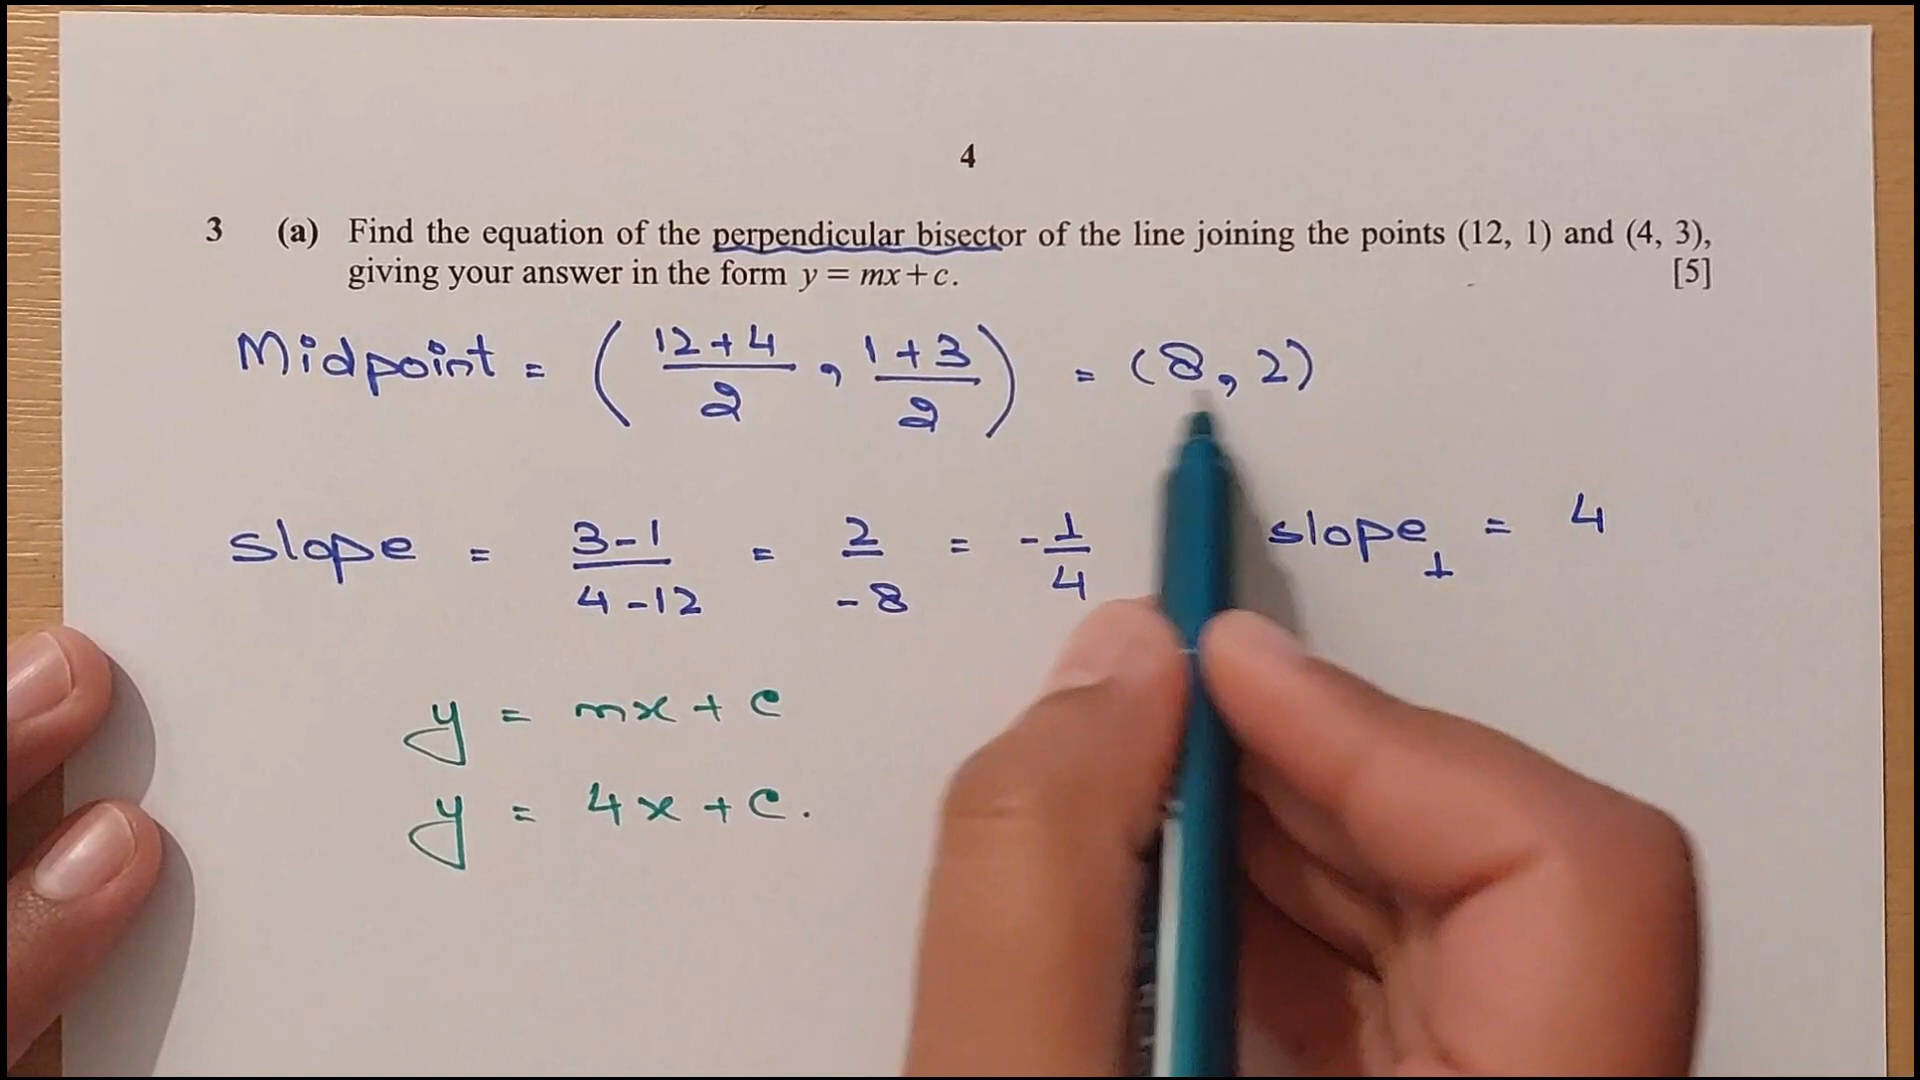 4
3 (a) Find the equation of the perpendicular bisector of the line joining the points (12, 1) and (4, 3),
giving your answer in the form y = mx + c. [5]
Midpoint = ( 12+4/2 , 1+3/2 ) = (8, 2)
Slope = 3-1/4-12 = 2/-8 = -1/4 slope⊥ = 4
y = mx + c
y = 4x + c.